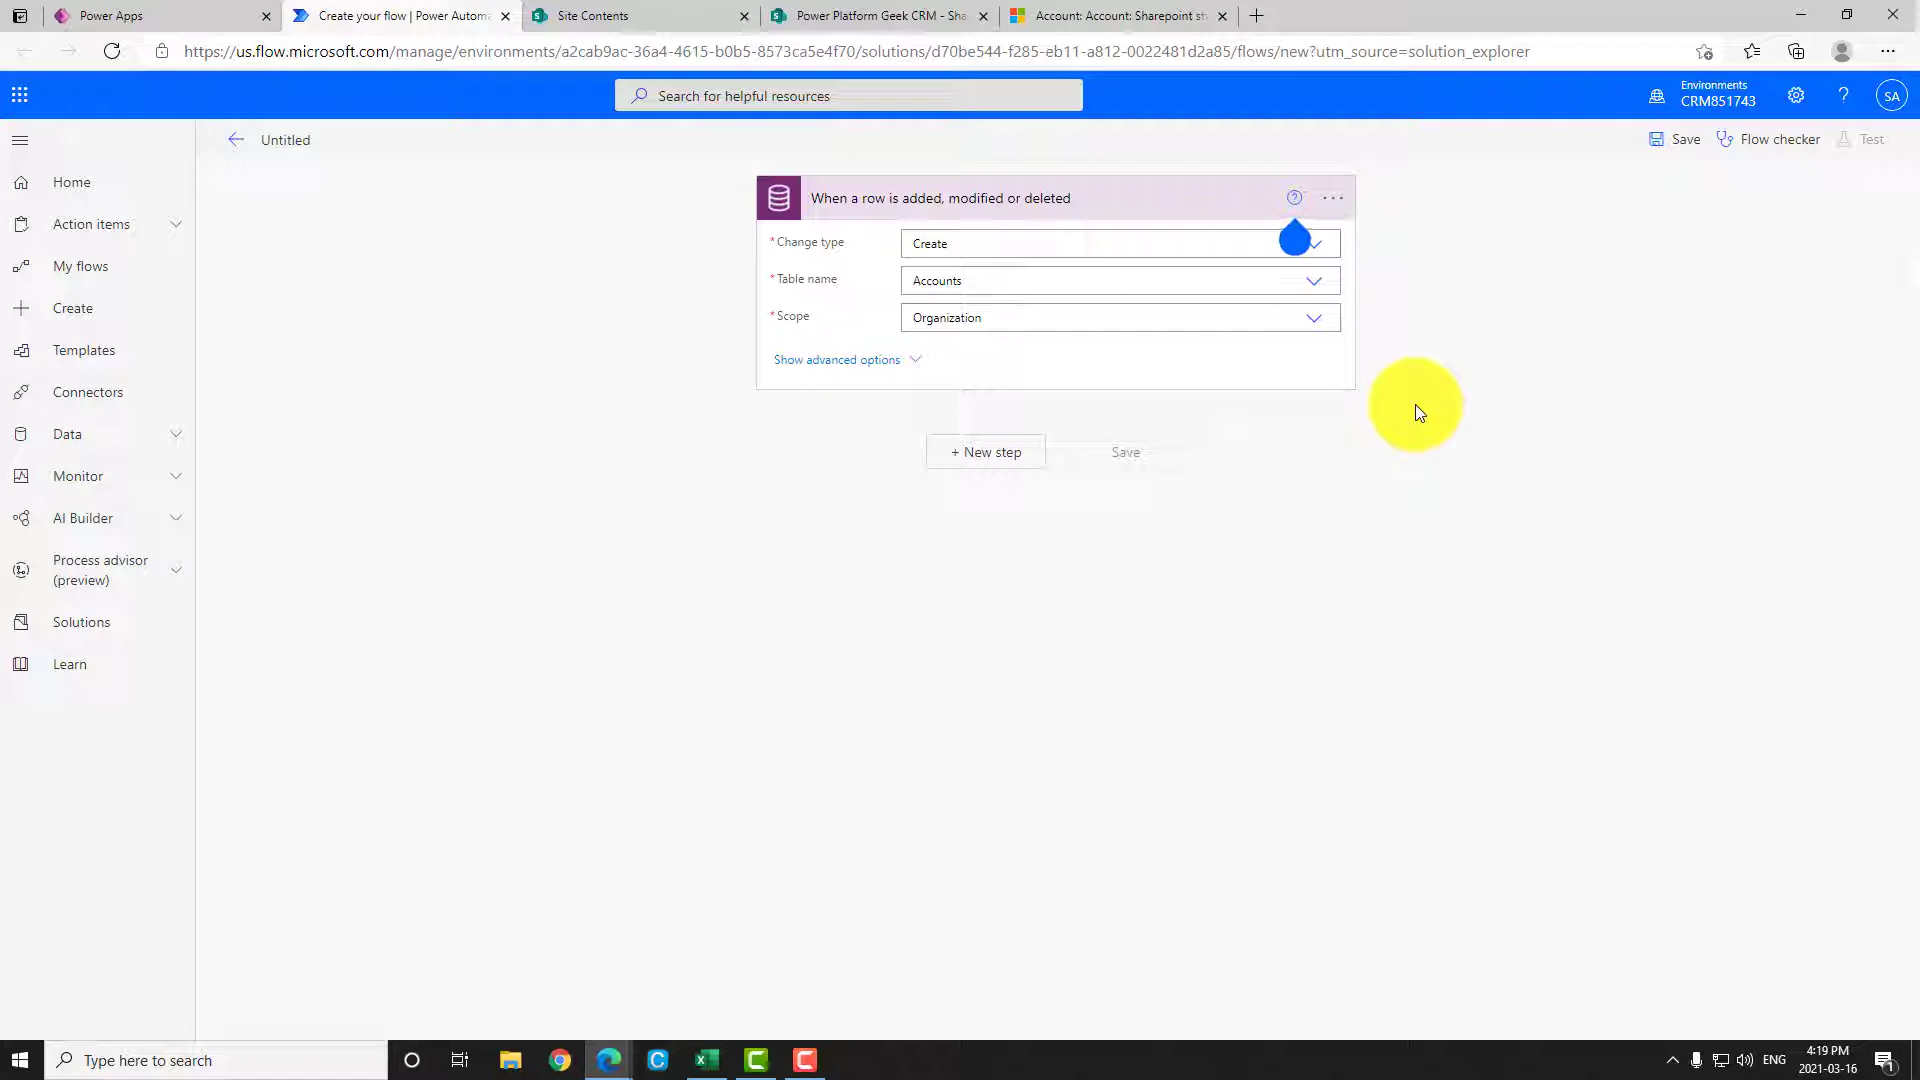 Power Apps
Create your flow | Power Automa
Site Contents
Power Platform Geek CRM - Sha
Account: Account: Sharepoint st
https://us.flow.microsoft.com/manage/environments/a2cab9ac-36a4-4615-b0b5-8573ca5e4f70/solutions/d70be544-f285-eb11-a812-0022481d2a85/flows/new?utm_source=solution_explorer
Search for helpful resources
Environments
CRM851743
SA
Untitled
Save
Flow checker
Test
Home
Action items
My flows
Create
Templates
Connectors
Data
Monitor
AI Builder
Process advisor
(preview)
Solutions
Learn
When a row is added, modified or deleted
* Change type
Create
* Table name
Accounts
* Scope
Organization
Show advanced options
+ New step
Save
Type here to search
ENG
4:19 PM
2021-03-16
1